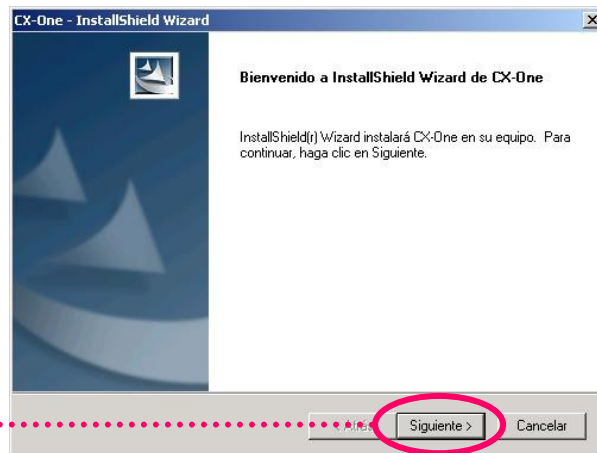 CX-One - InstallShield Wizard
Bienvenido a InstallShield Wizard de CX-One
InstallShield(r) Wizard instalará CX-One en su equipo. Para
continuar, haga clic en Siguiente.
< Atrás Siguiente > Cancelar